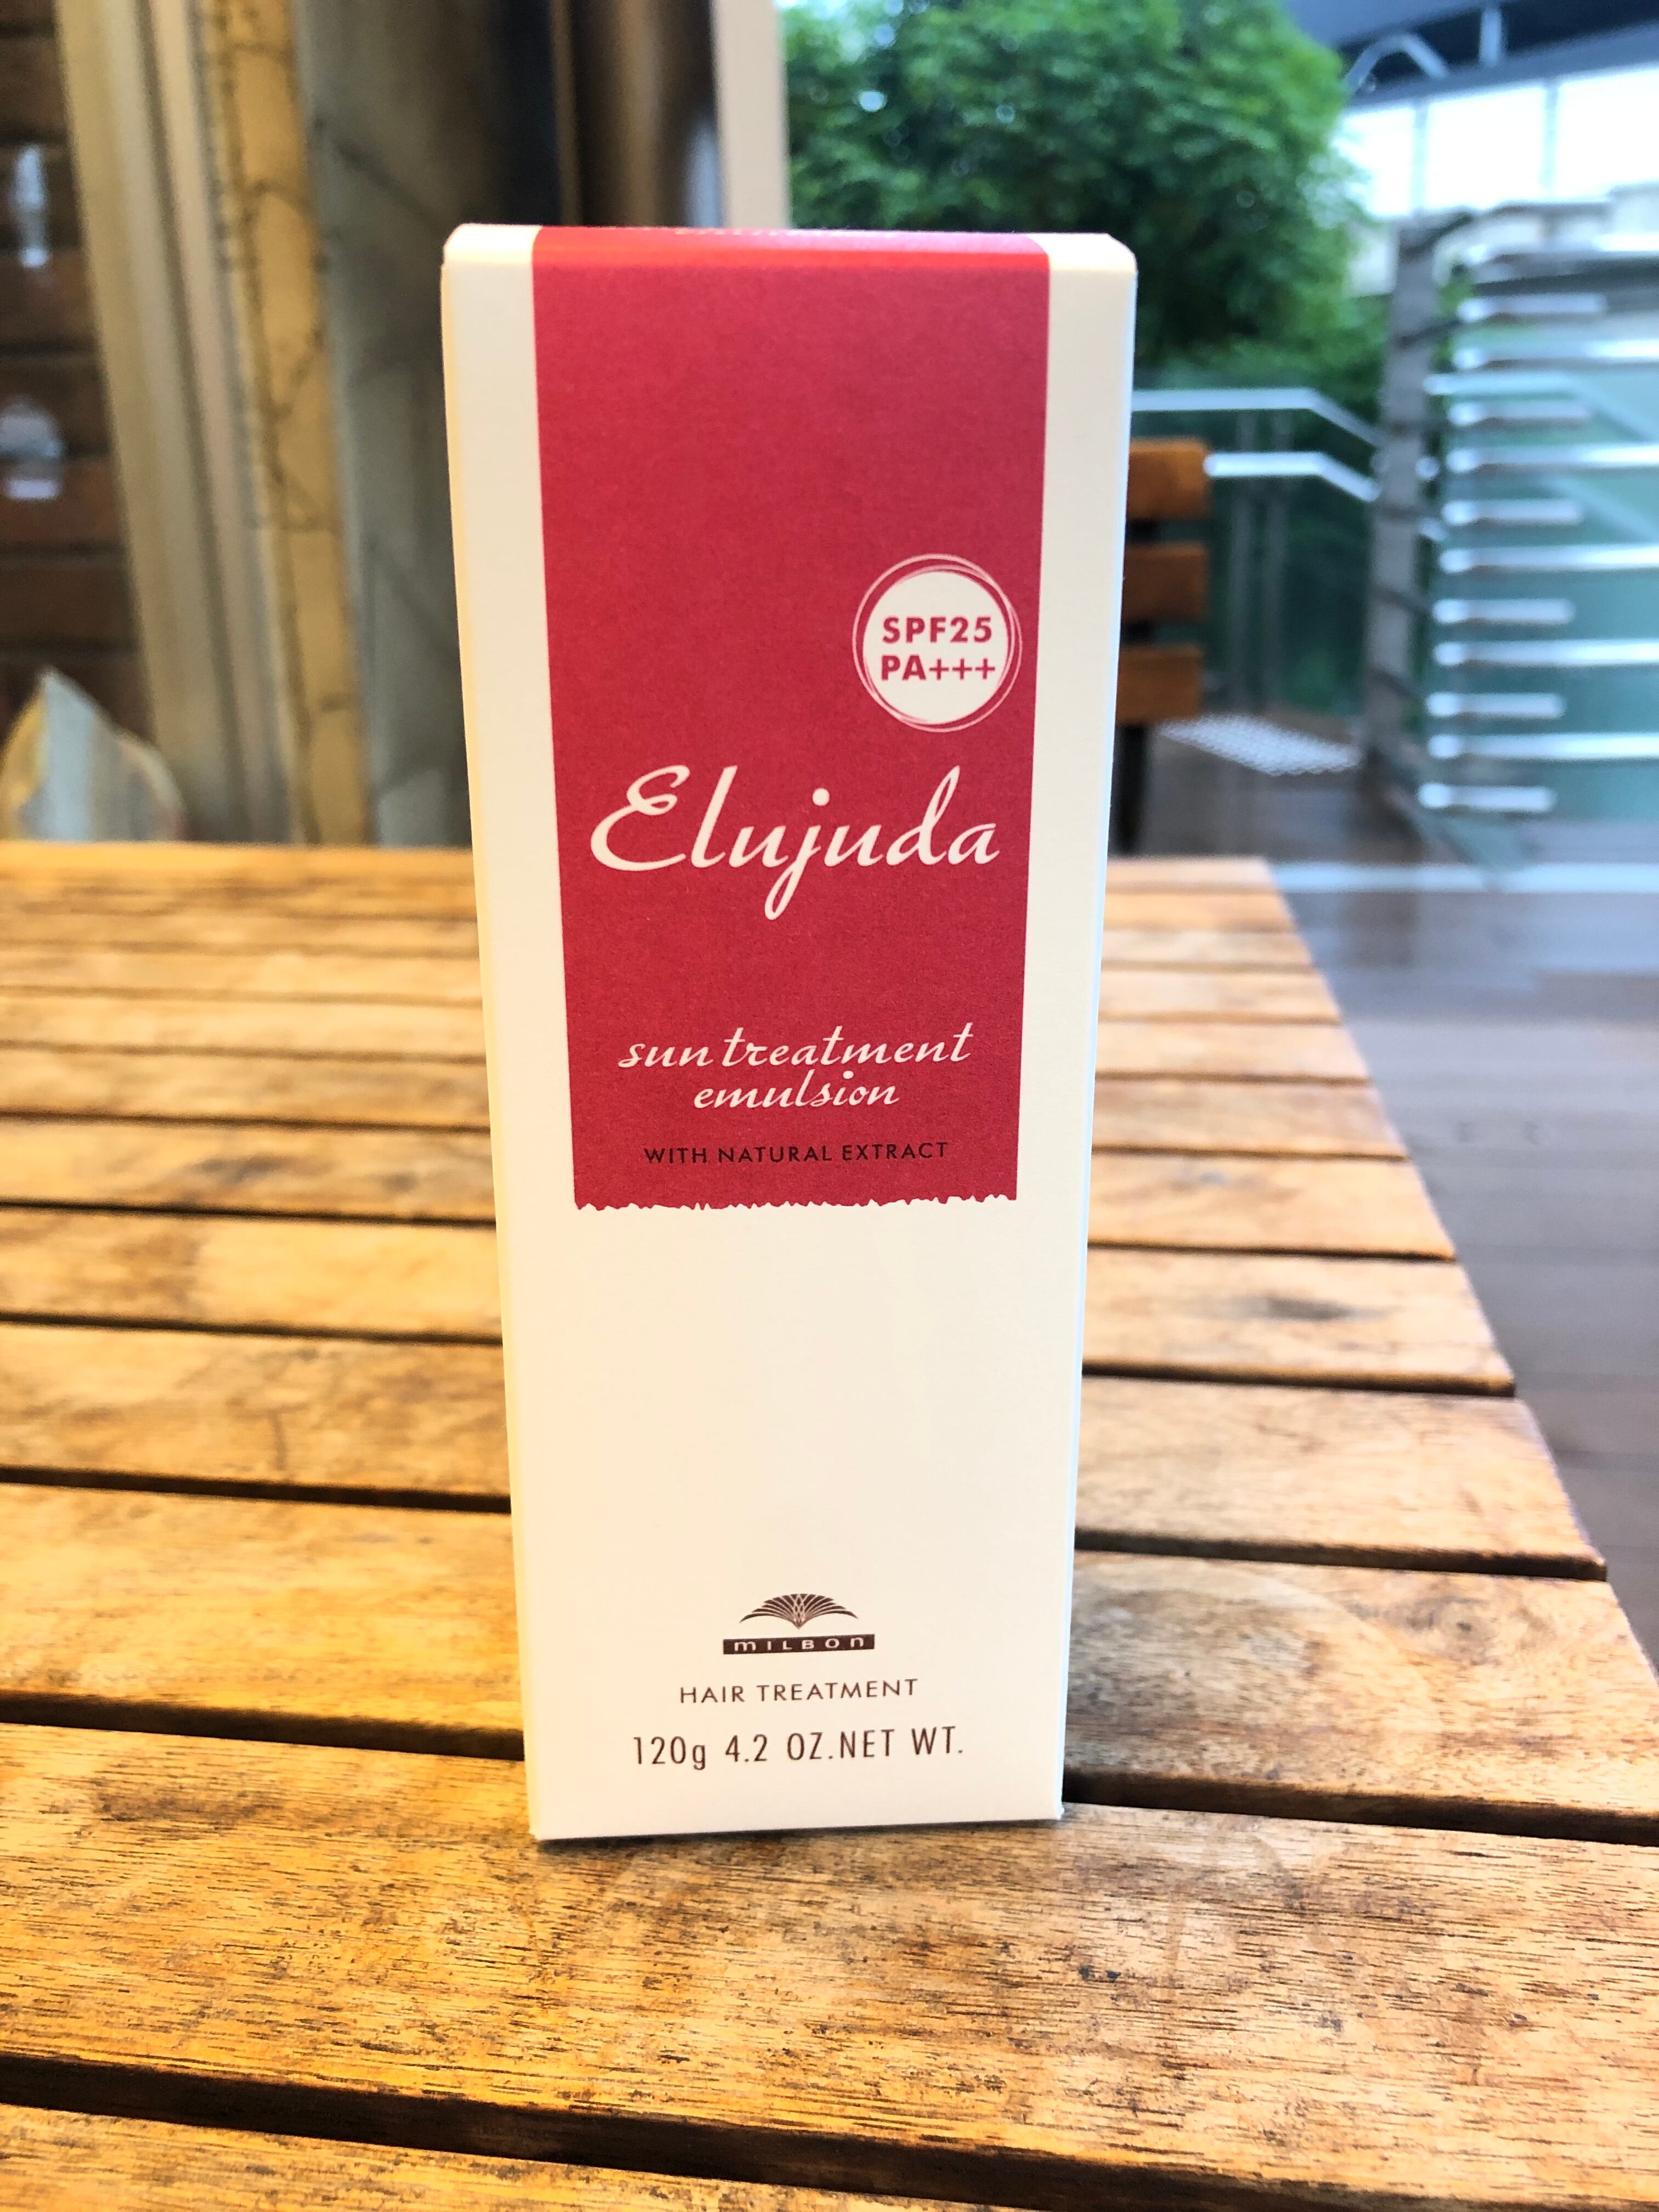 SPF25
PA+++
Elujuda
sun treatment
emulsion
WITH NATURAL EXTRACT
MILBON
HAIR TREATMENT
120g 4.2 OZ.NET WT.